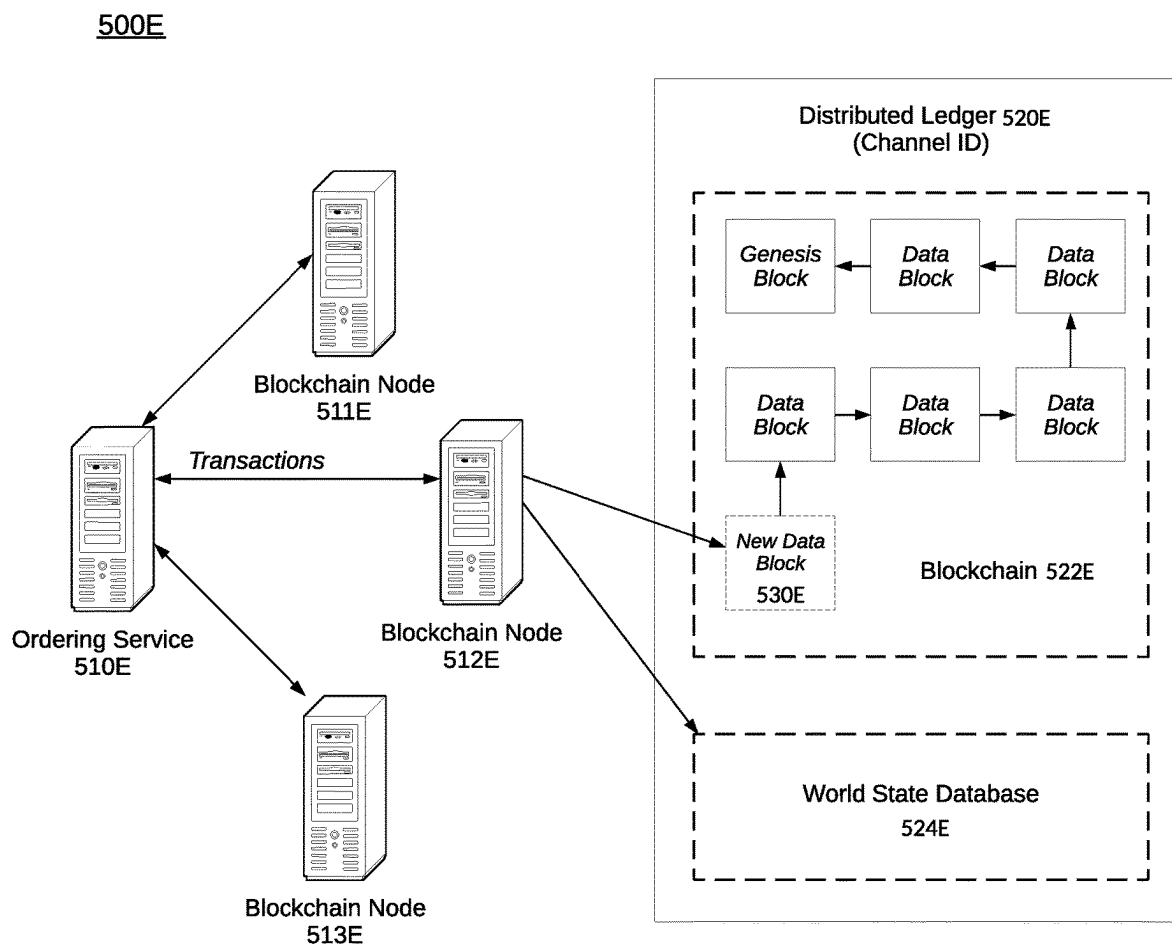 500E
Distributed Ledger 520E
(Channel ID)
Genesis
Block
Data
Block
Data
Block
Blockchain Node
511E
Data
Block
Data
Block
Data
Block
Transactions
New Data
Block
530E
Blockchain 522E
Ordering Service
510E
Blockchain Node
512E
World State Database
524E
Blockchain Node
513E